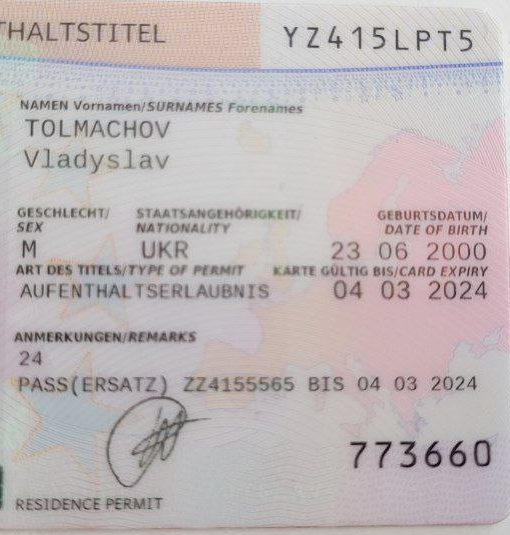 THALTSTITEL YZ415LPT5
NAMEN Vornamen/SURNAMES Forenames
TOLMACHOV
Vladyslav
GESCHLECHT/ STAATSANGEHÖRIGKEIT/ GEBURTSDATUM/
SEX NATIONALITY DATE OF BIRTH
M UKR 23 06 2000
ART DES TITELS/TYPE OF PERMIT KARTE GÜLTIG BIS/CARD EXPIRY
AUFENTHALTSERLAUBNIS 04 03 2024
ANMERKUNGEN/REMARKS
24
PASS(ERSATZ) ZZ4155565 BIS 04 03 2024
773660
RESIDENCE PERMIT